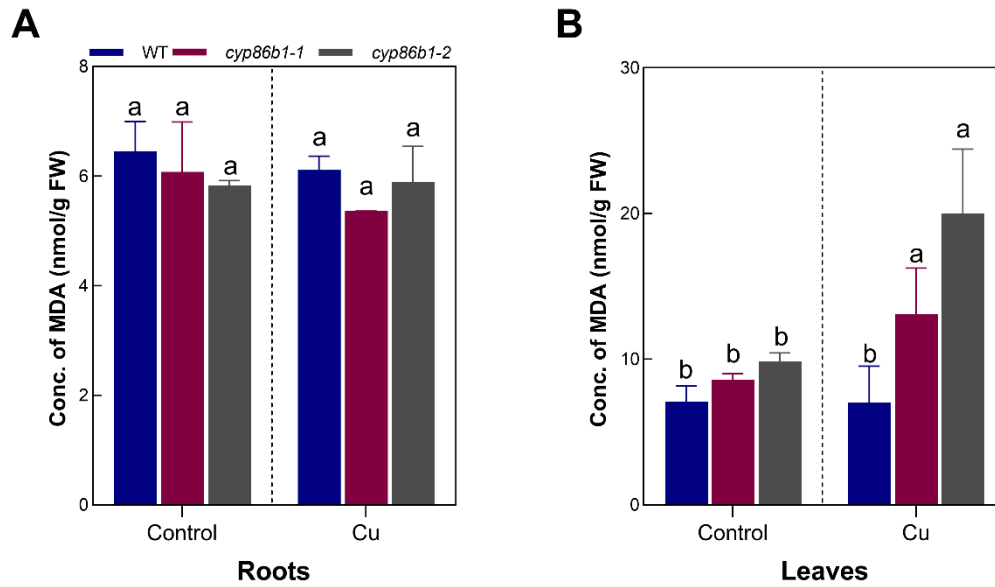 A
WT cyp86b1-1 cyp86b1-2
Conc. of MDA (nmol/g FW)
8
6
4
2
0
a a a a a a
Control Cu
Roots
B
Conc. of MDA (nmol/g FW)
30
20
10
0
b b b b a a
Control Cu
Leaves